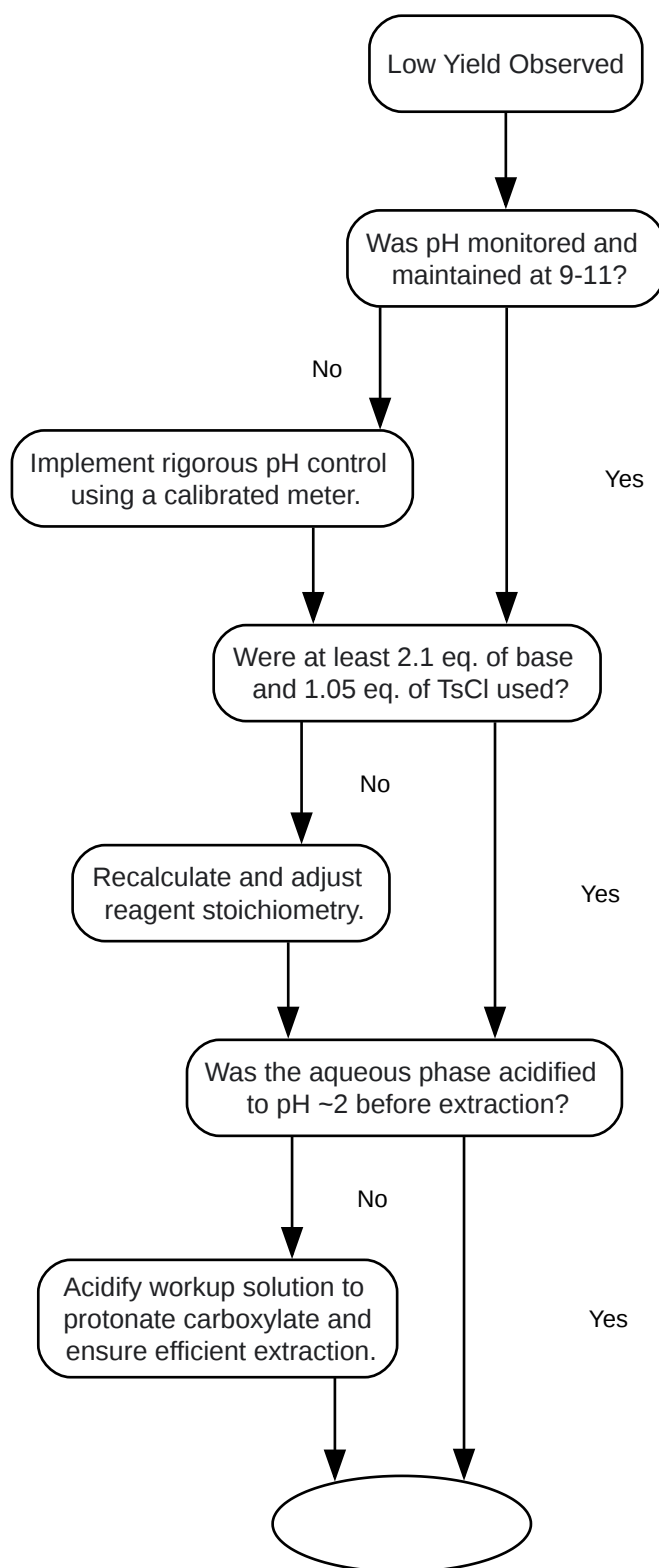 Low Yield Observed
Was pH monitored and
maintained at 9-11?
No
Implement rigorous pH control
using a calibrated meter.
Yes
Were at least 2.1 eq. of base
and 1.05 eq. of TsCl used?
No
Recalculate and adjust
reagent stoichiometry.
Yes
Was the aqueous phase acidified
to pH ~2 before extraction?
No
Acidify workup solution to
protonate carboxylate and
ensure efficient extraction.
Yes